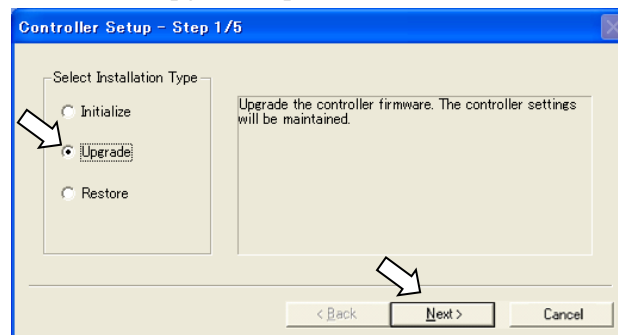 Controller Setup - Step 1/5
Select Installation Type
Initialize
Upgrade the controller firmware. The controller settings
will be maintained.
Upgrade
Restore
< Back
Next >
Cancel